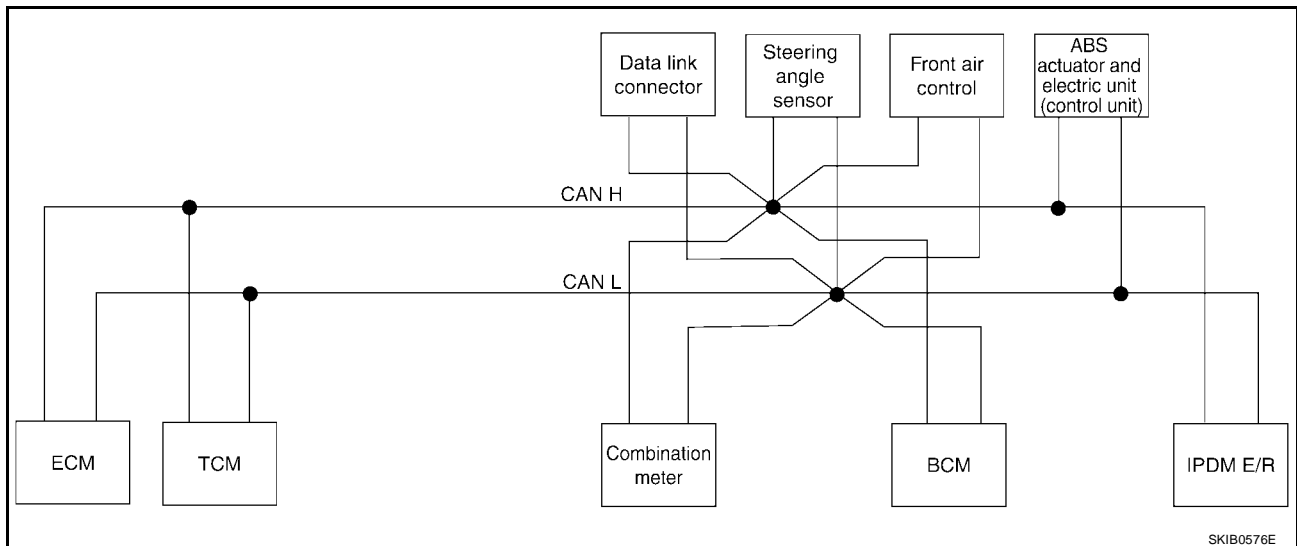 Data link
connector
Steering
angle
sensor
Front air
control
ABS
actuator and
electric unit
(control unit)
CAN H
CAN L
ECM
TCM
Combination
meter
BCM
IPDM E/R
SKIB0576E